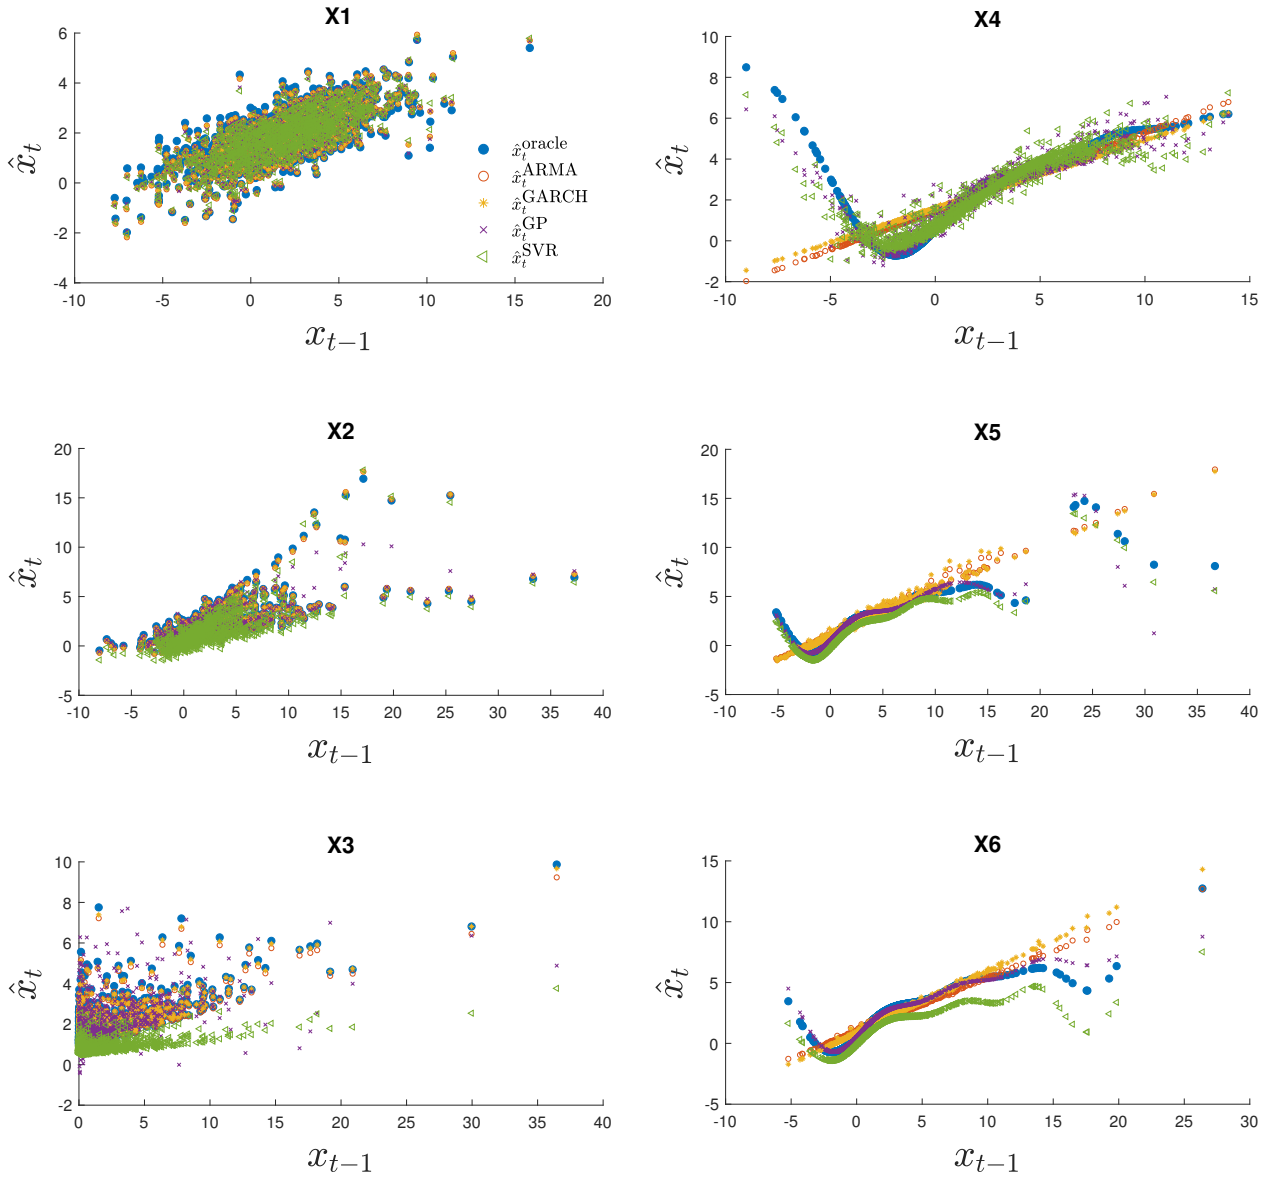 X1
6
4
2
0
-2
-4
x̂_t
x̂_t^oracle
x̂_t^ARMA
x̂_t^GARCH
x̂_t^GP
x̂_t^SVR
-10 -5 0 5 10 15 20
x_{t−1}
X4
10
8
6
4
2
0
-2
x̂_t
-10 -5 0 5 10 15
x_{t−1}
X2
20
15
10
5
0
-5
x̂_t
-10 -5 0 5 10 15 20 25 30 35 40
x_{t−1}
X5
20
15
10
5
0
-5
x̂_t
-10 -5 0 5 10 15 20 25 30 35 40
x_{t−1}
X3
10
8
6
4
2
0
-2
x̂_t
0 5 10 15 20 25 30 35 40
x_{t−1}
X6
15
10
5
0
-5
x̂_t
-10 -5 0 5 10 15 20 25 30
x_{t−1}